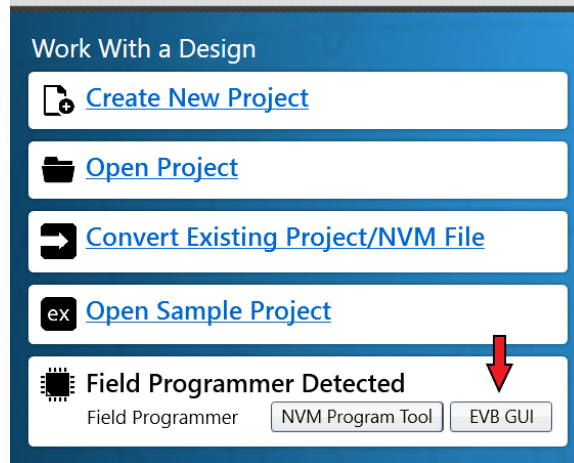 Work With a Design
Create New Project
Open Project
Convert Existing Project/NVM File
ex Open Sample Project
Field Programmer Detected
Field Programmer NVM Program Tool EVB GUI